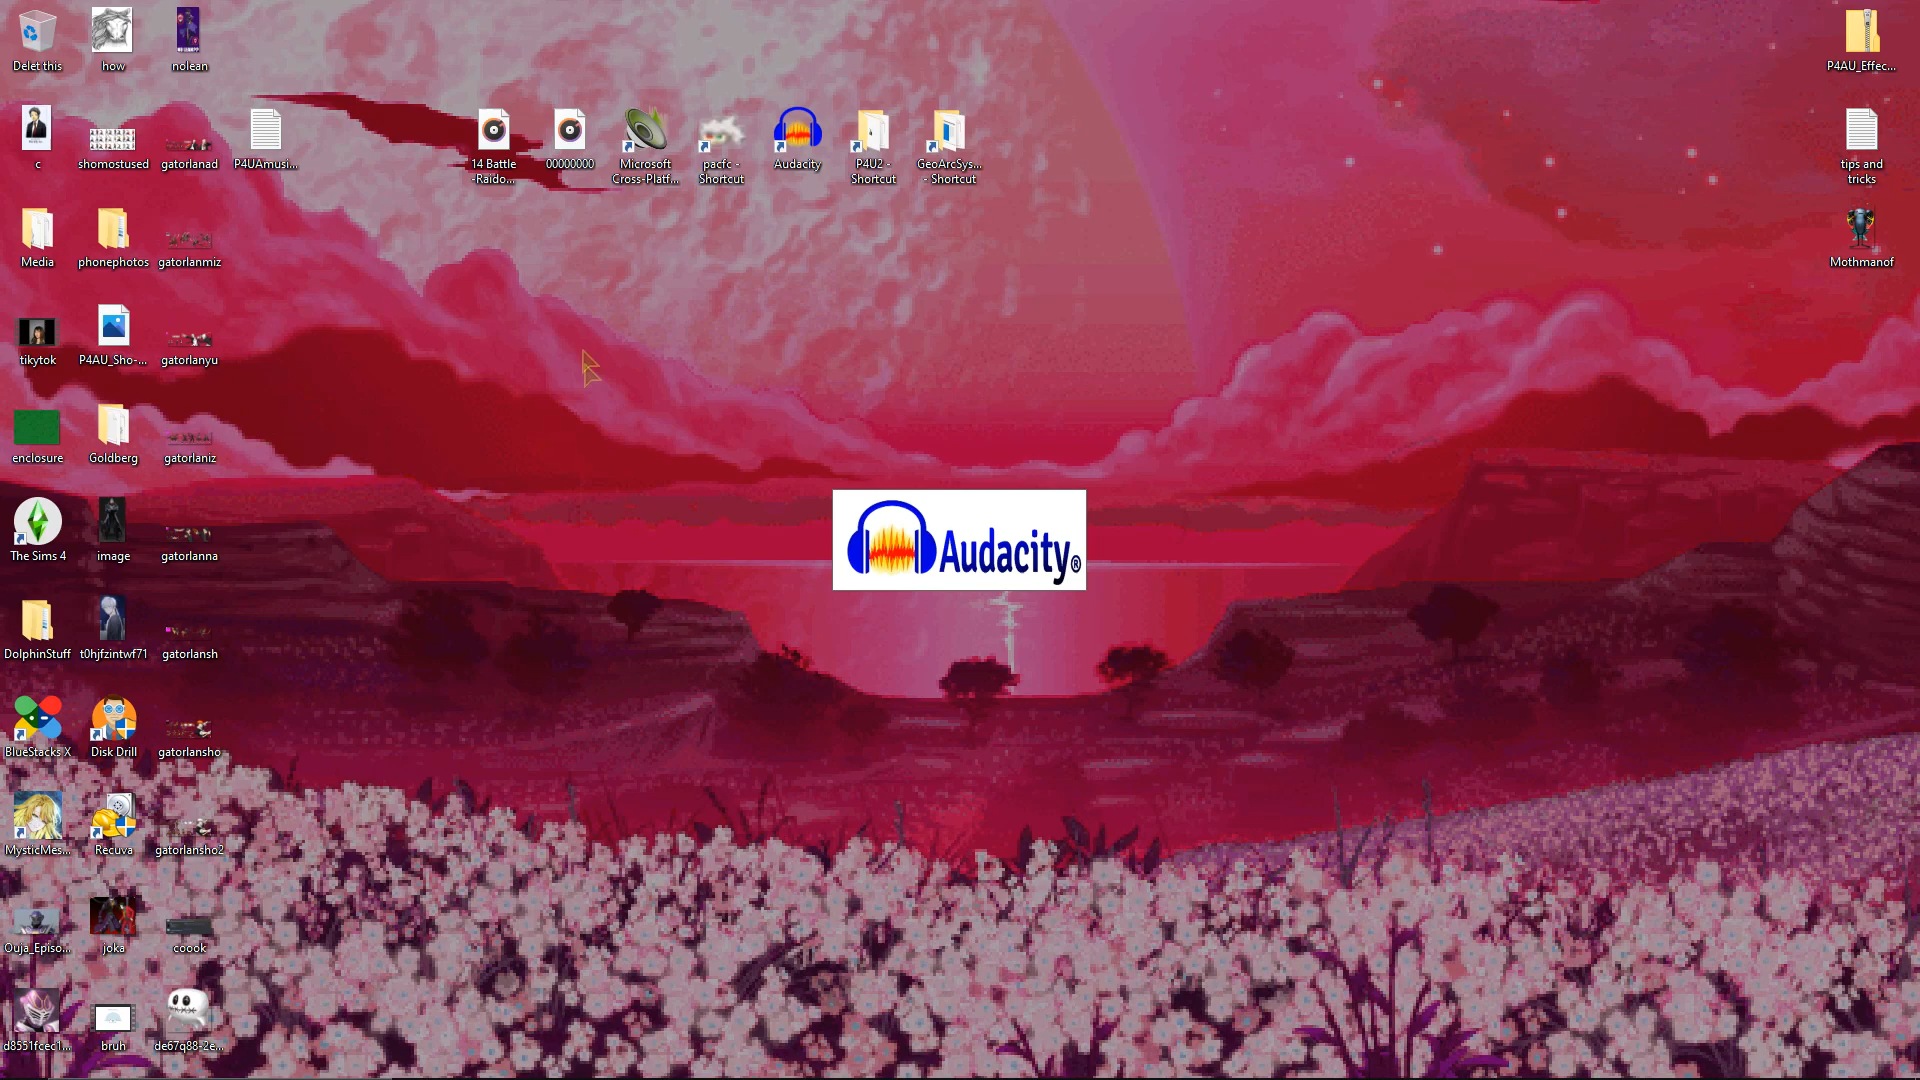 Delet this
how
nolean
P4AU_Effec...
c
shomostused
gatorlanad
P4UAmusi...
14 Battle
-Raido...
00000000
Microsoft
Cross-Platf...
pacfc -
Shortcut
Audacity
P4U2 -
Shortcut
GeoArcSys...
- Shortcut
tips and
tricks
Media
phonephotos
gatorlanmiz
Mothmanof
tikytok
P4AU_Sho-...
gatorlanyu
enclosure
Goldberg
gatorlaniz
Audacity®
The Sims 4
image
gatorlanna
DolphinStuff
t0hjfzintwf71
gatorlansh
BlueStacks X
Disk Drill
gatorlansho
MysticMes...
Recuva
gatorlansho2
Ouja_Episo...
joka
coook
d8551fcec1...
bruh
de67q88-2e...